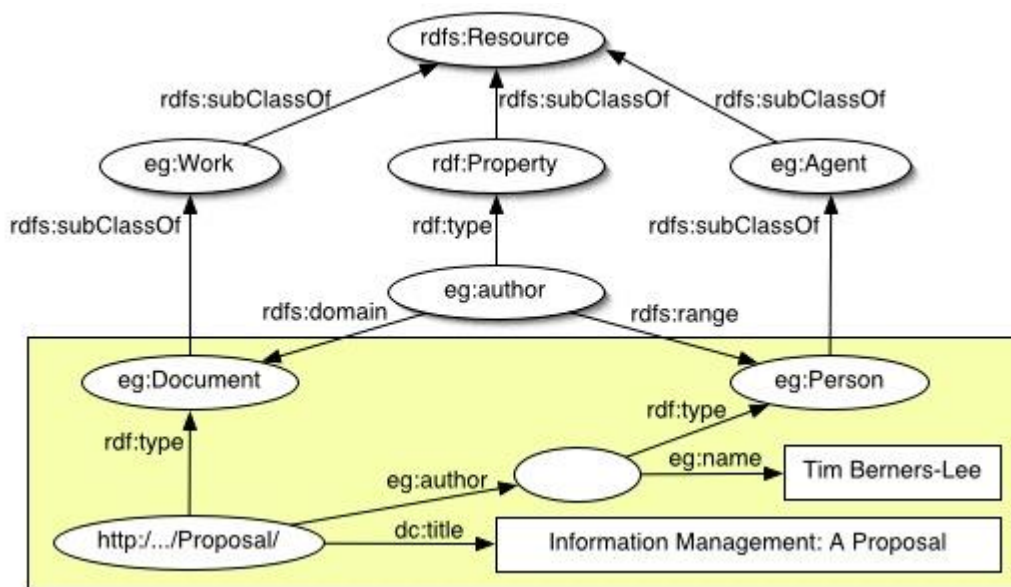 rdfs:Resource
rdfs:subClassOf
rdfs:subClassOf
rdfs:subClassOf
eg:Work
rdf:Property
eg:Agent
rdfs:subClassOf
rdf:type
rdfs:subClassOf
eg:author
rdfs:domain
rdfs:range
eg:Document
eg:Person
rdf:type
rdf:type
eg:author
eg:name
Tim Berners-Lee
http:/.../Proposal/
dc:title
Information Management: A Proposal